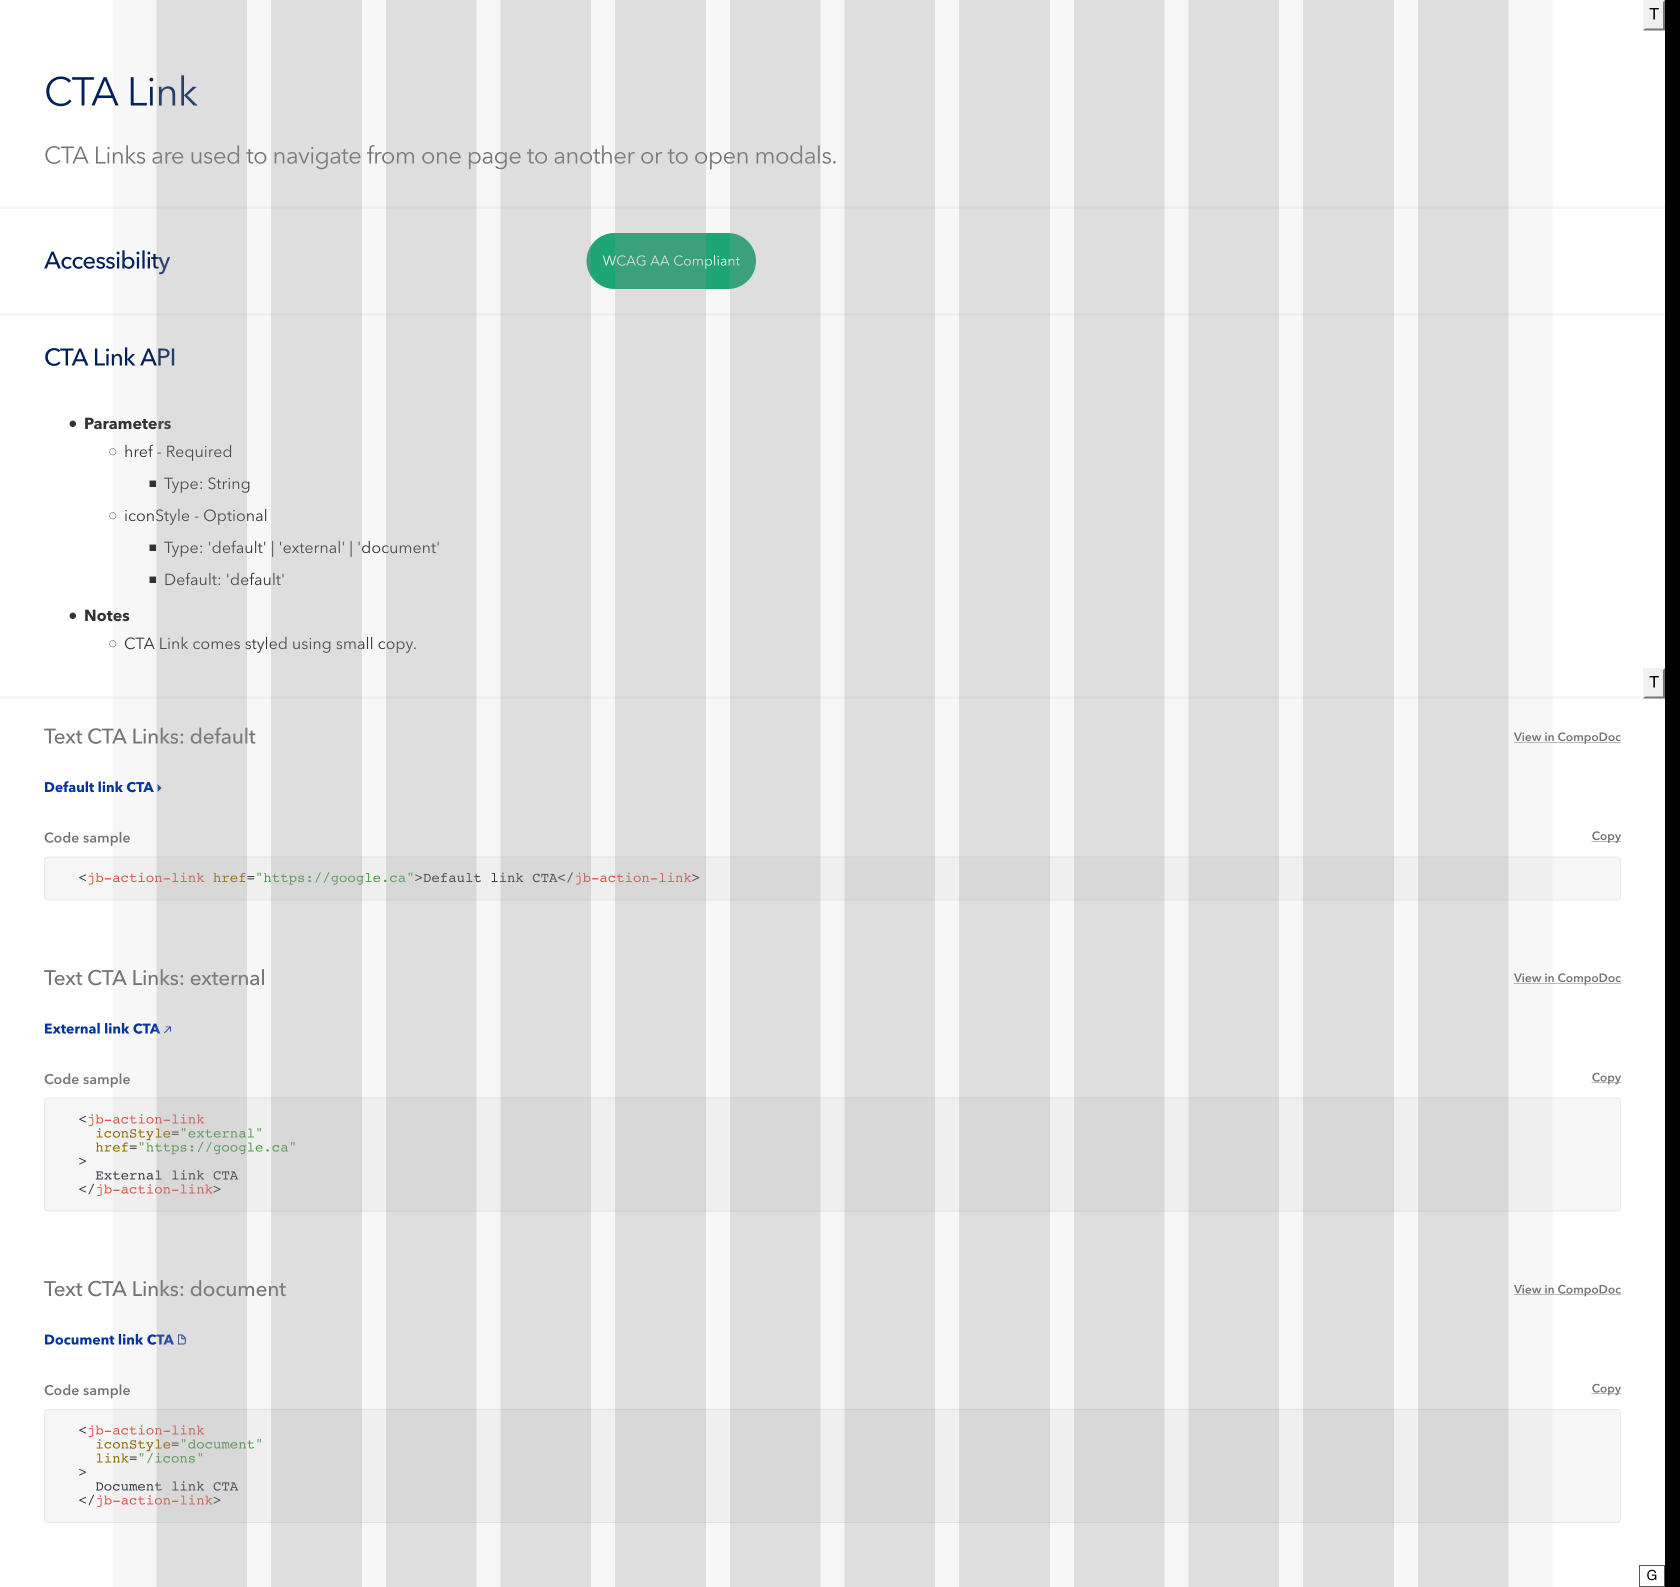 T
CTA Link
CTA Links are used to navigate from one page to another or to open modals.
Accessibility
WCAG AA Compliant
CTA Link API
• Parameters
○ href - Required
▪ Type: String
○ iconStyle - Optional
▪ Type: 'default' | 'external' | 'document'
▪ Default: 'default'
• Notes
○ CTA Link comes styled using small copy.
T
Text CTA Links: default
View in CompoDoc
Default link CTA
Code sample
Copy
<jb-action-link href="https://google.ca">Default link CTA</jb-action-link>
Text CTA Links: external
View in CompoDoc
External link CTA
Code sample
Copy
<jb-action-link
iconStyle="external"
href="https://google.ca"
>
External link CTA
</jb-action-link>
Text CTA Links: document
View in CompoDoc
Document link CTA
Code sample
Copy
<jb-action-link
iconStyle="document"
link="/icons"
>
Document link CTA
</jb-action-link>
G